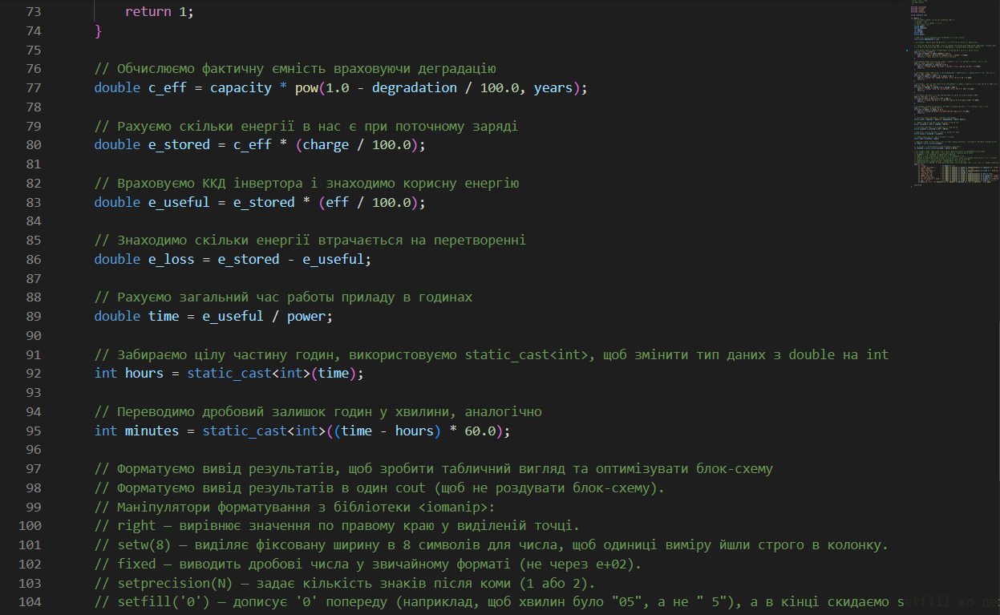 73 return 1;
74 }
75
76 // Обчислюємо фактичну ємність враховуючи деградацію
77 double c_eff = capacity * pow(1.0 - degradation / 100.0, years);
78
79 // Рахуємо скільки енергії в нас є при поточному заряді
80 double e_stored = c_eff * (charge / 100.0);
81
82 // Враховуємо ККД інвертора і знаходимо корисну енергію
83 double e_useful = e_stored * (eff / 100.0);
84
85 // Знаходимо скільки енергії втрачається на перетворенні
86 double e_loss = e_stored - e_useful;
87
88 // Рахуємо загальний час работы приладу в годинах
89 double time = e_useful / power;
90
91 // Забираємо цілу частину годин, використовуємо static_cast<int>, щоб змінити тип даних з double на int
92 int hours = static_cast<int>(time);
93
94 // Переводимо дробовий залишок годин у хвилини, аналогічно
95 int minutes = static_cast<int>((time - hours) * 60.0);
96
97 // Форматуємо вивід результатів, щоб зробити табличний вигляд та оптимізувати блок-схему
98 // Форматуємо вивід результатів в один cout (щоб не роздувати блок-схему).
99 // Маніпулятори форматування з бібліотеки <iomanip>:
100 // right — вирівнює значення по правому краю у виділеній точці.
101 // setw(8) — виділяє фіксовану ширину в 8 символів для числа, щоб одиниці виміру йшли строго в колонку.
102 // fixed — виводить дробові числа у звичайному форматі (не через e+02).
103 // setprecision(N) — задає кількість знаків після коми (1 або 2).
104 // setfill('0') — дописує '0' попереду (наприклад, щоб хвилин було "05", а не " 5"), а в кінці скидаємо setfill